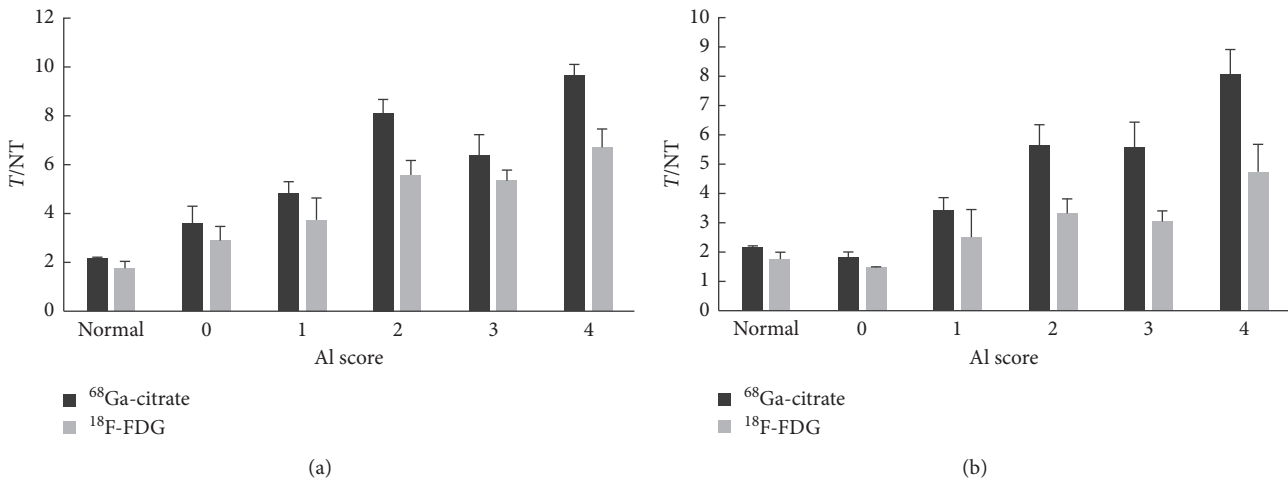 12
10
8
6
4
2
0
T/NT
Normal 0 1 2 3 4
Al score
⁶⁸Ga-citrate
¹⁸F-FDG
(a)
10
9
8
7
6
5
4
3
2
1
0
T/NT
Normal 0 1 2 3 4
Al score
⁶⁸Ga-citrate
¹⁸F-FDG
(b)